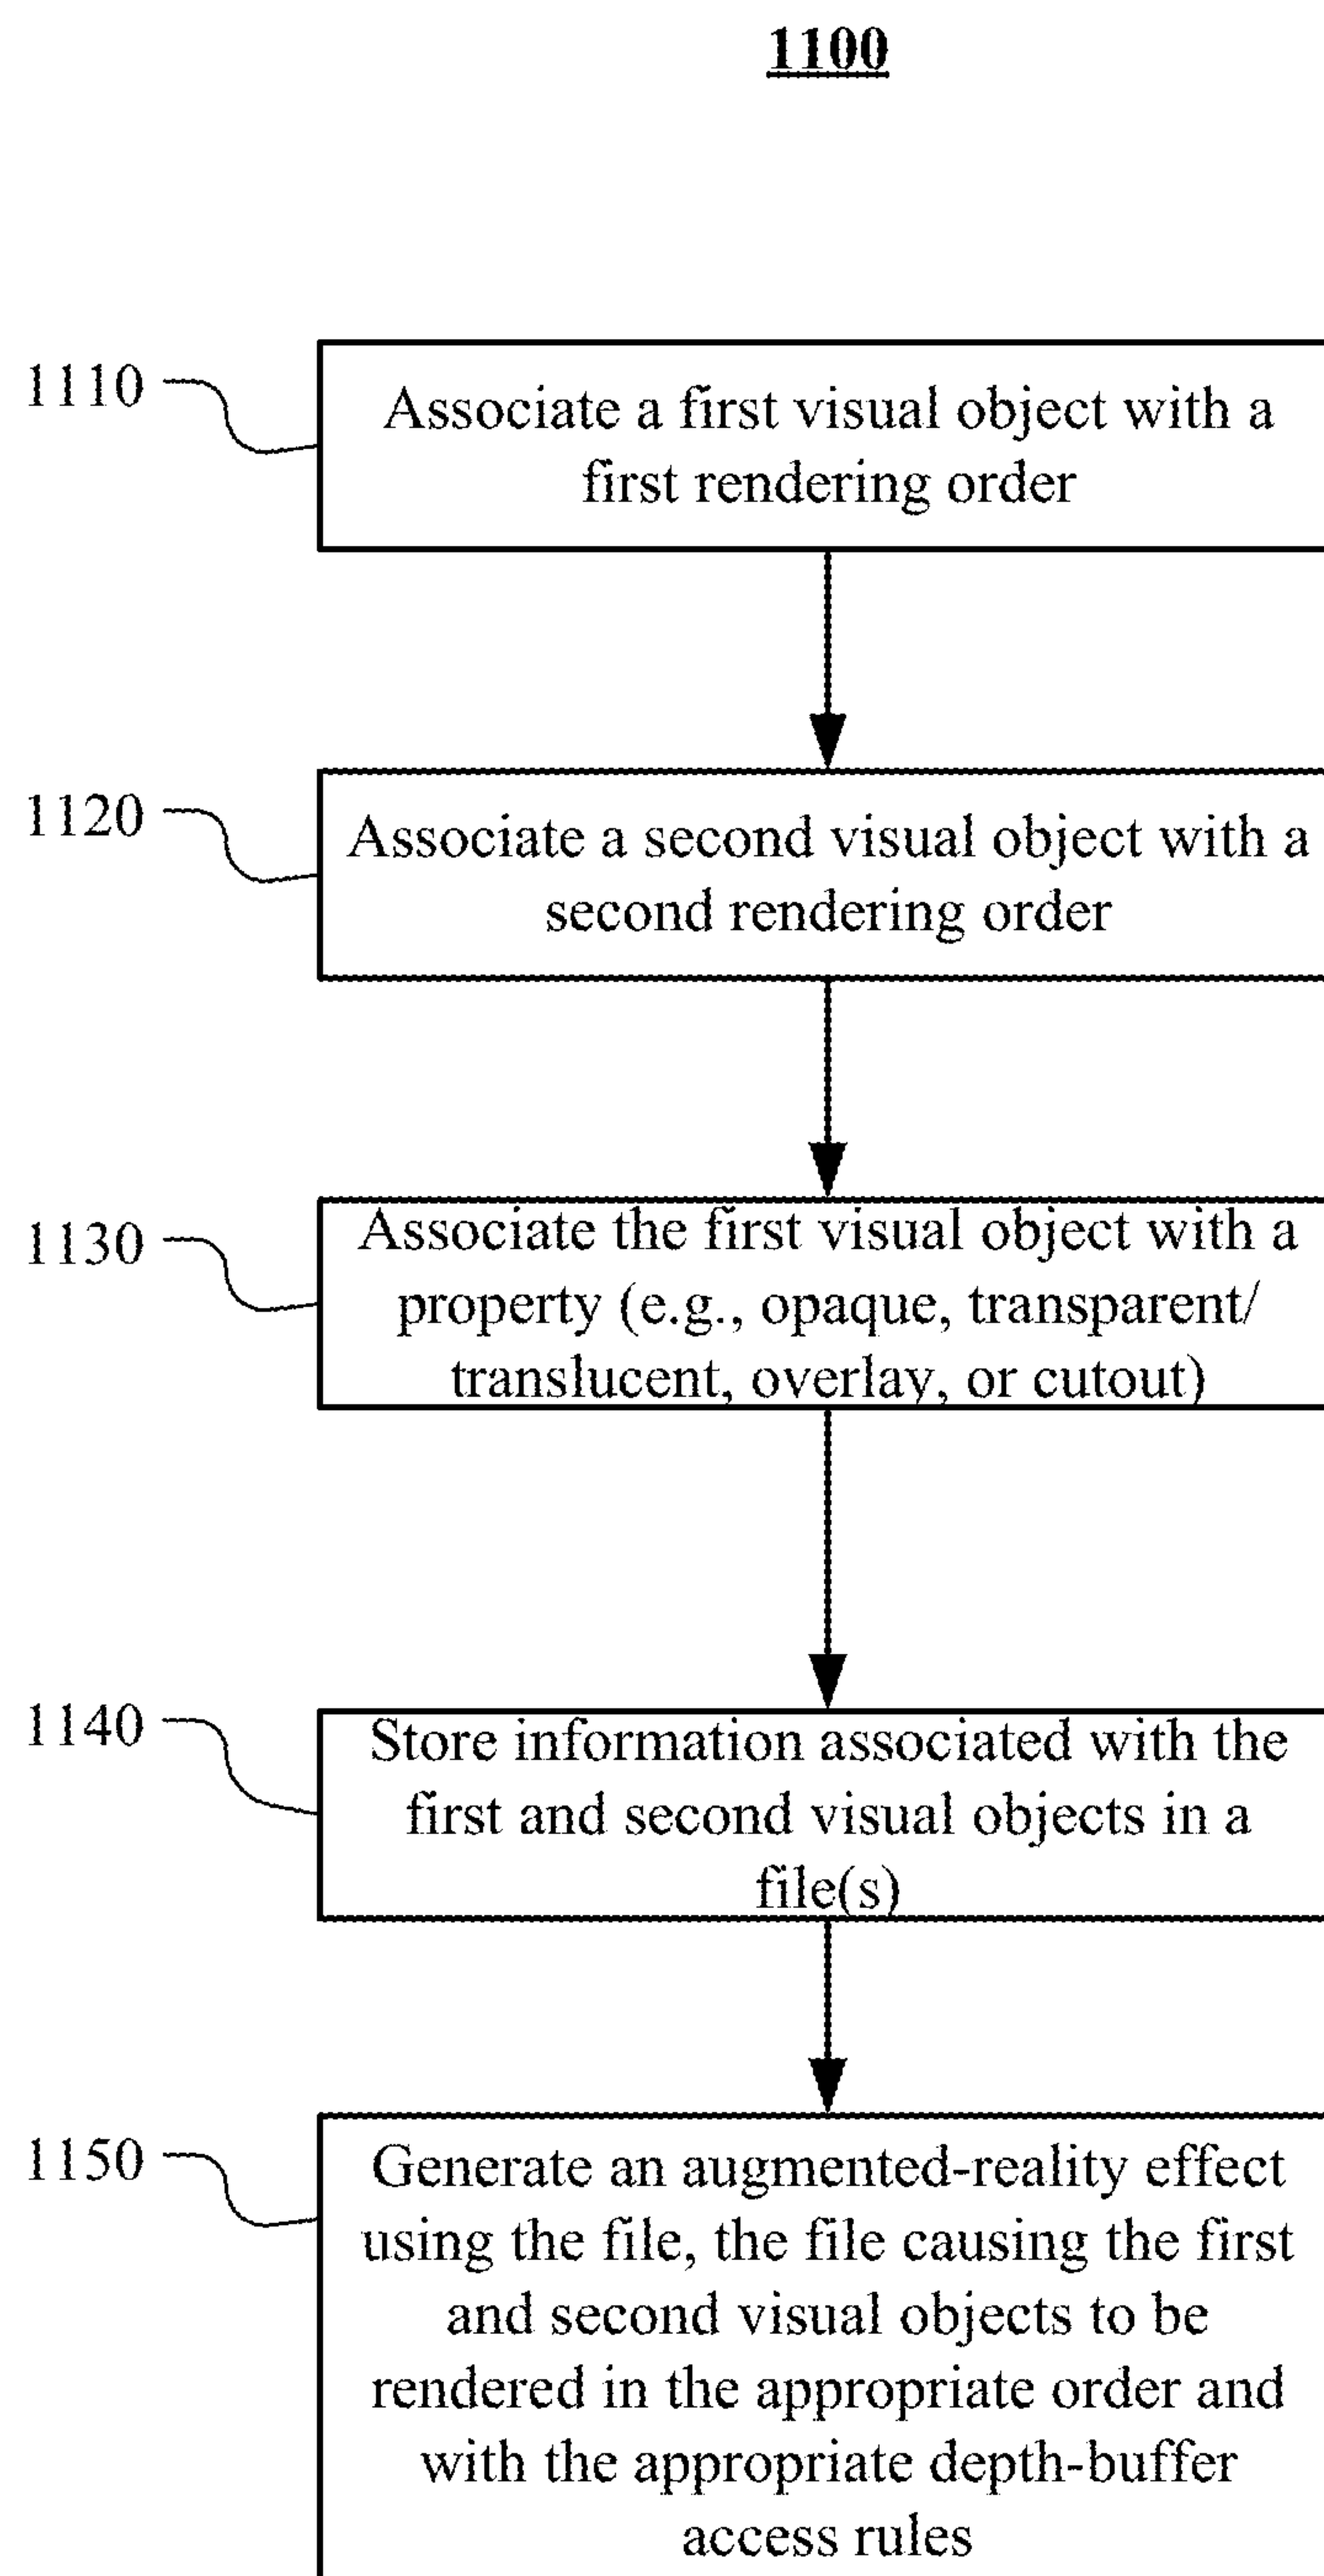 1100
1110
Associate a first visual object with a
first rendering order
1120
Associate a second visual object with a
second rendering order
1130
Associate the first visual object with a
property (e.g., opaque, transparent/
translucent, overlay, or cutout)
1140
Store information associated with the
first and second visual objects in a
file(s)
1150
Generate an augmented-reality effect
using the file, the file causing the first
and second visual objects to be
rendered in the appropriate order and
with the appropriate depth-buffer
access rules